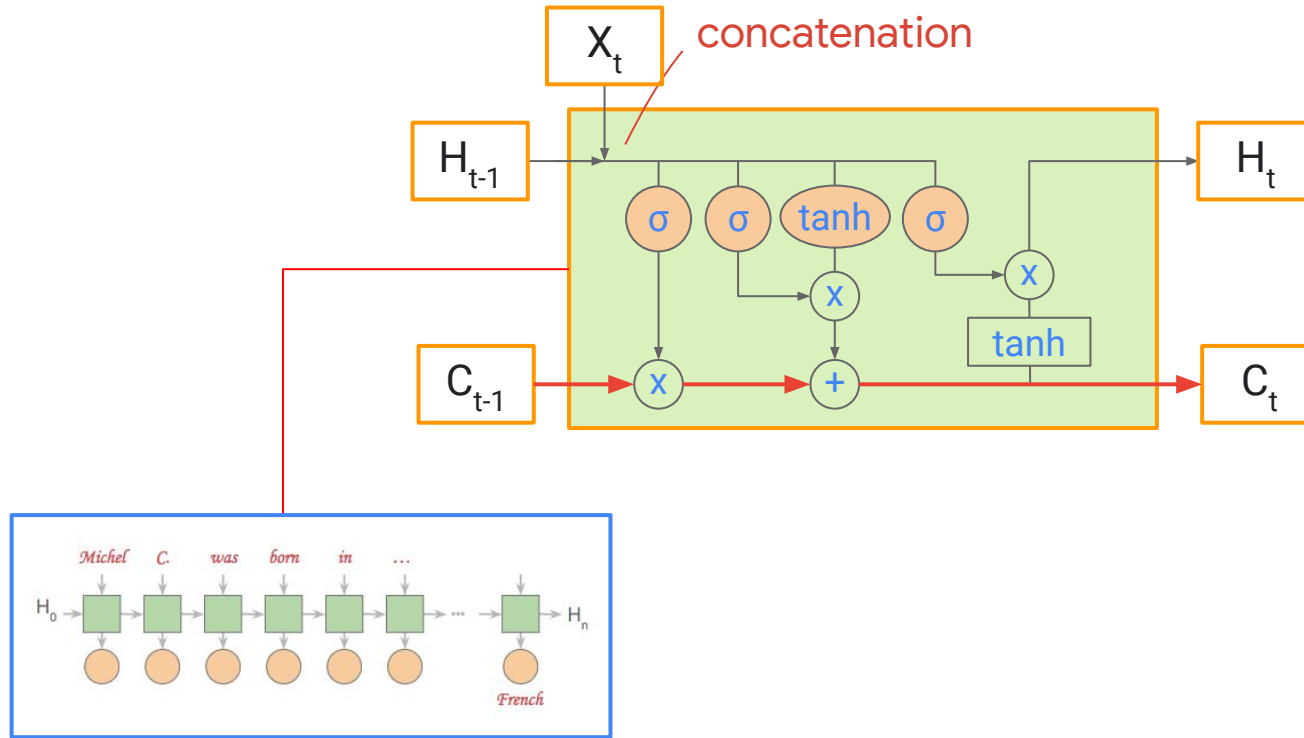 X_t
concatenation
H_t-1
H_t
σ σ tanh σ
x
x
tanh
C_t-1
x
+
C_t
Michel C. was born in ...
H_0
...
H_n
French